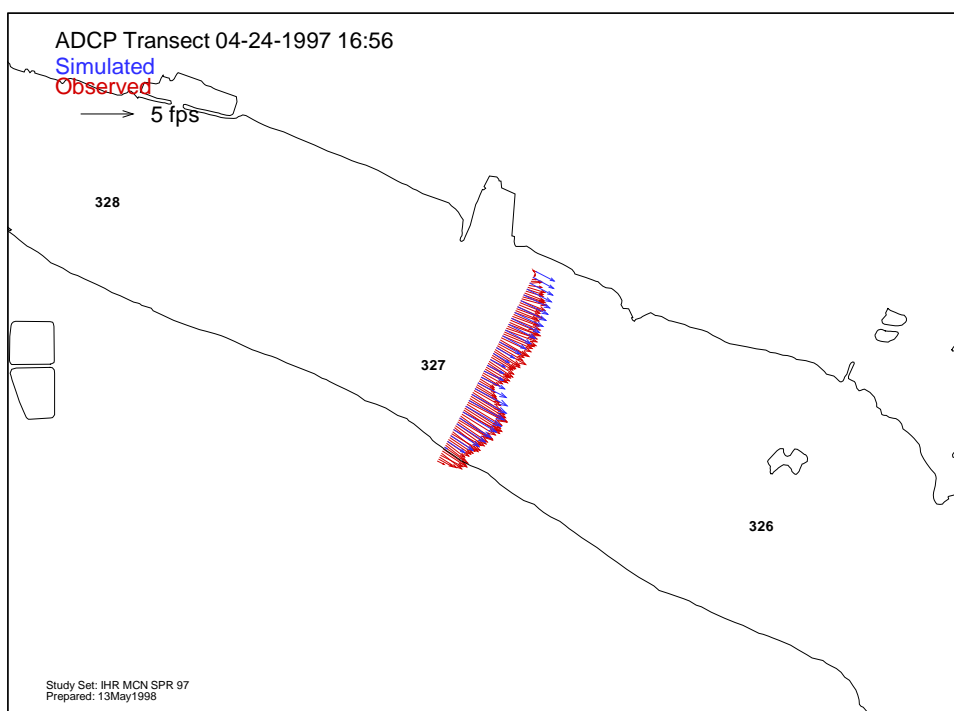 ADCP Transect 04-24-1997 16:56
Simulated
Observed
5 fps
328
327
326
Study Set: IHR MCN SPR 97
Prepared: 13May1998